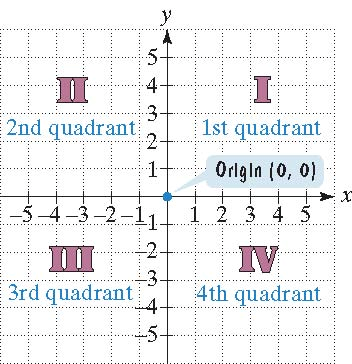 y
5
4
II
I
3
2nd quadrant
1st quadrant
2
1
Origin (0, 0)
x
–5 –4 –3 –2 –1
1 2 3 4 5
–1
–2
III
IV
–3
3rd quadrant
4th quadrant
–4
–5